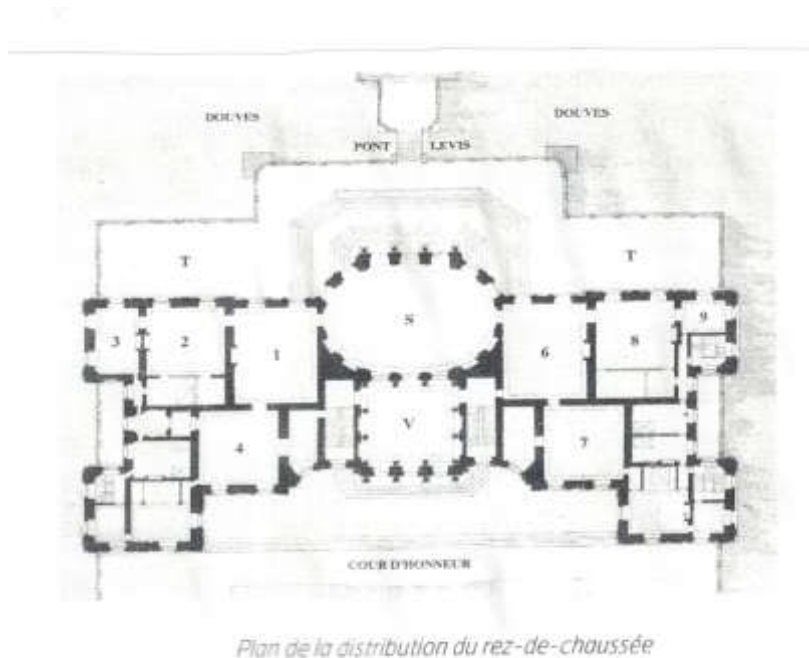 DOUVES DOUVES
PONT LEVIS
T T
S
3 2 1 6 8 9
V
4 7
COUR D'HONNEUR
Plan de la distribution du rez-de-chaussée